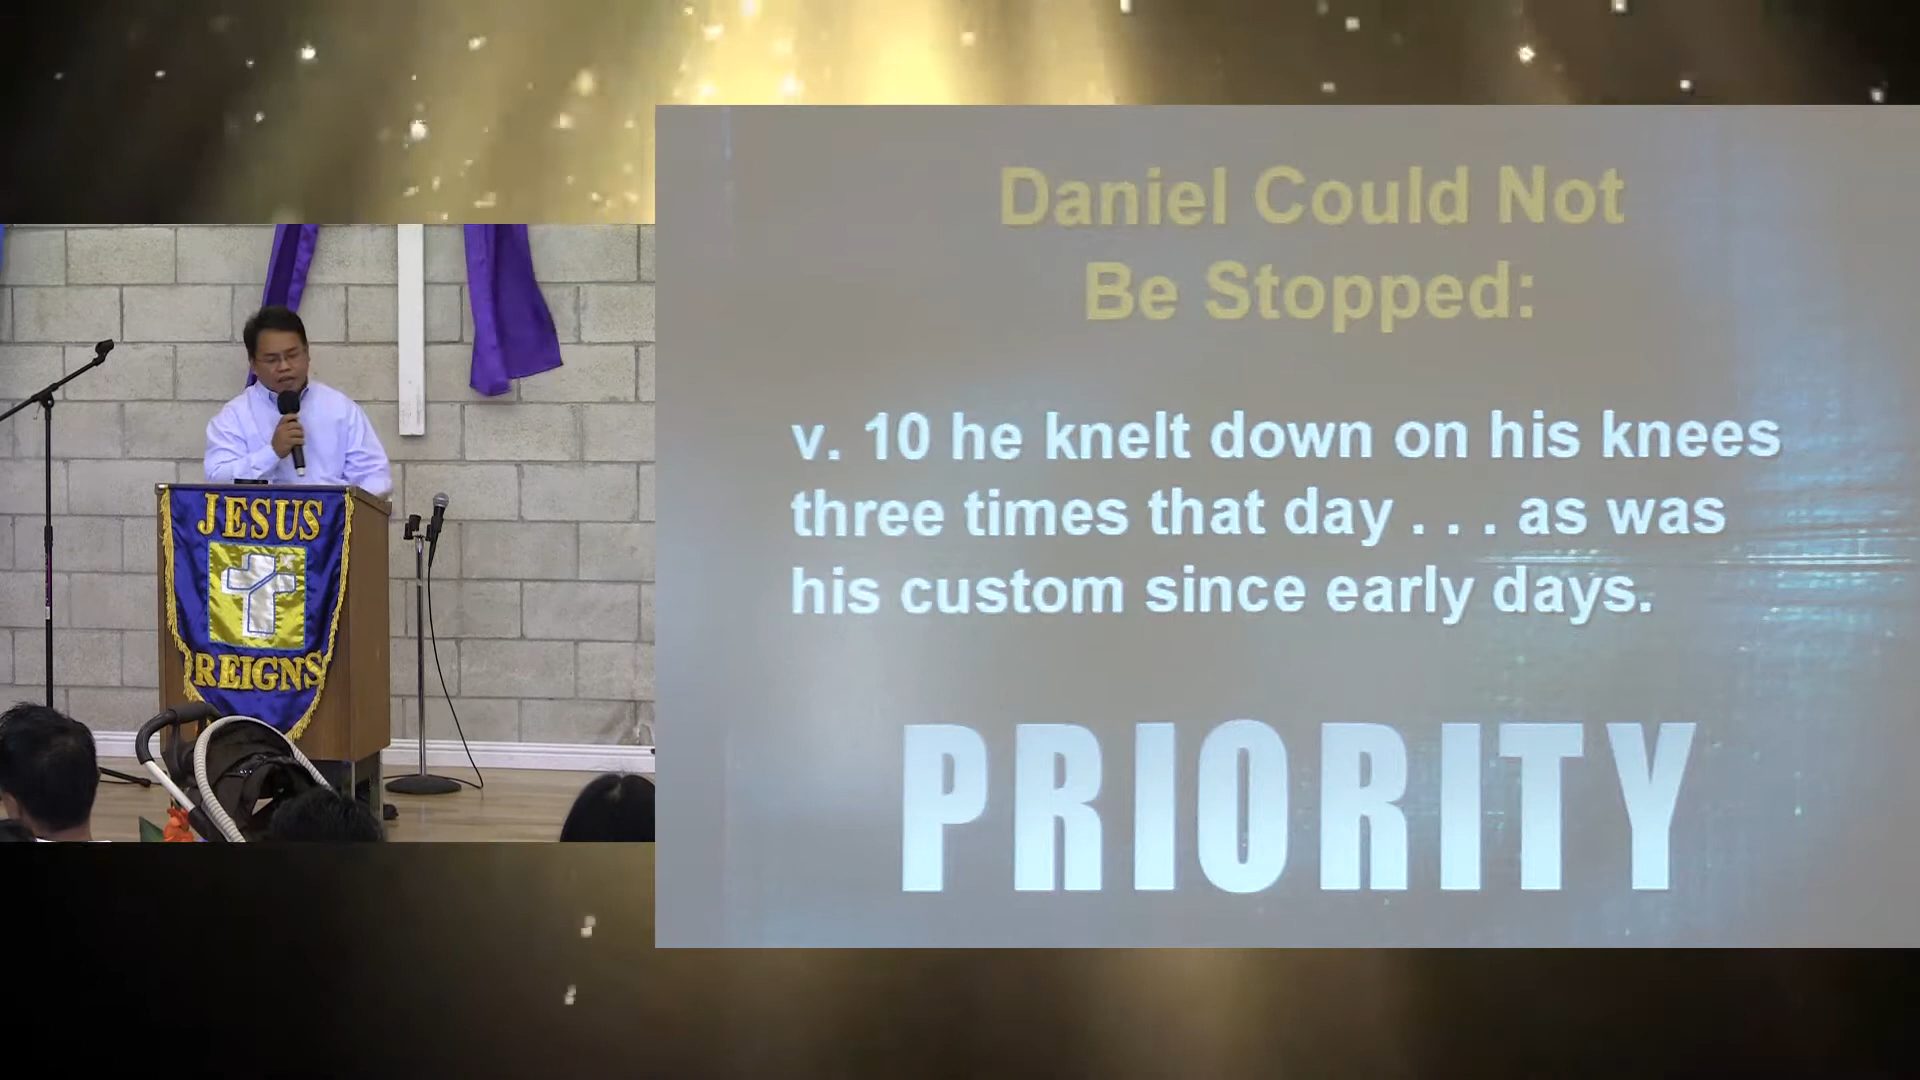 JESUS
REIGNS
Daniel Could Not
Be Stopped:
v. 10 he knelt down on his knees
three times that day . . . as was
his custom since early days.
PRIORITY